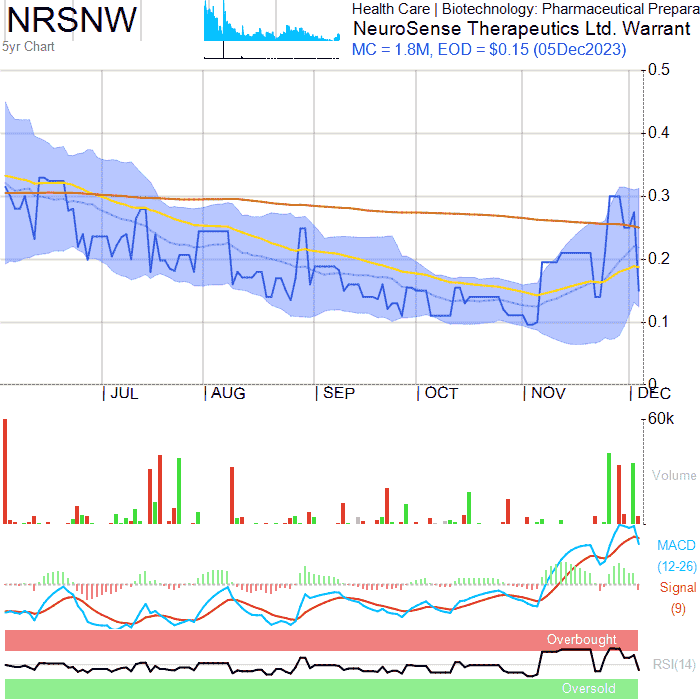 NRSNW
5yr Chart
Health Care | Biotechnology: Pharmaceutical Prepara
NeuroSense Therapeutics Ltd. Warrant
MC = 1.8M, EOD = $0.15 (05Dec2023)
0.5
0.4
0.3
0.2
0.1
0
JUL AUG SEP OCT NOV DEC
60k
Volume
MACD
(12-26)
Signal
(9)
Overbought
RSI(14)
Oversold